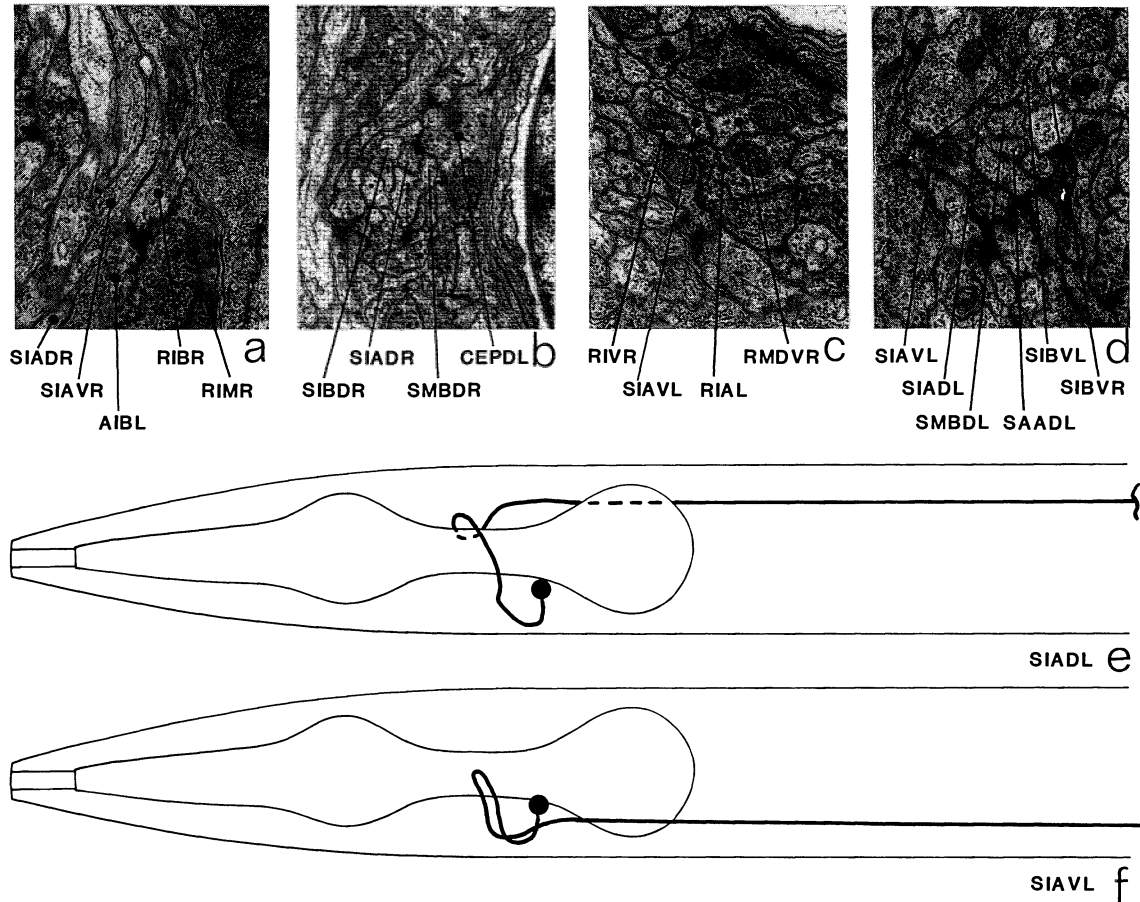 a
SIADR RIBR
SIAVR RIMR
AIBL
b
SIADR CEPDL
SIBDR SMBDR
c
RIVR RMDVR
SIAVL RIAL
d
SIAVL SIBVL
SIADL SIBVR
SMBDL SAADL
SIADL e
SIAVL f